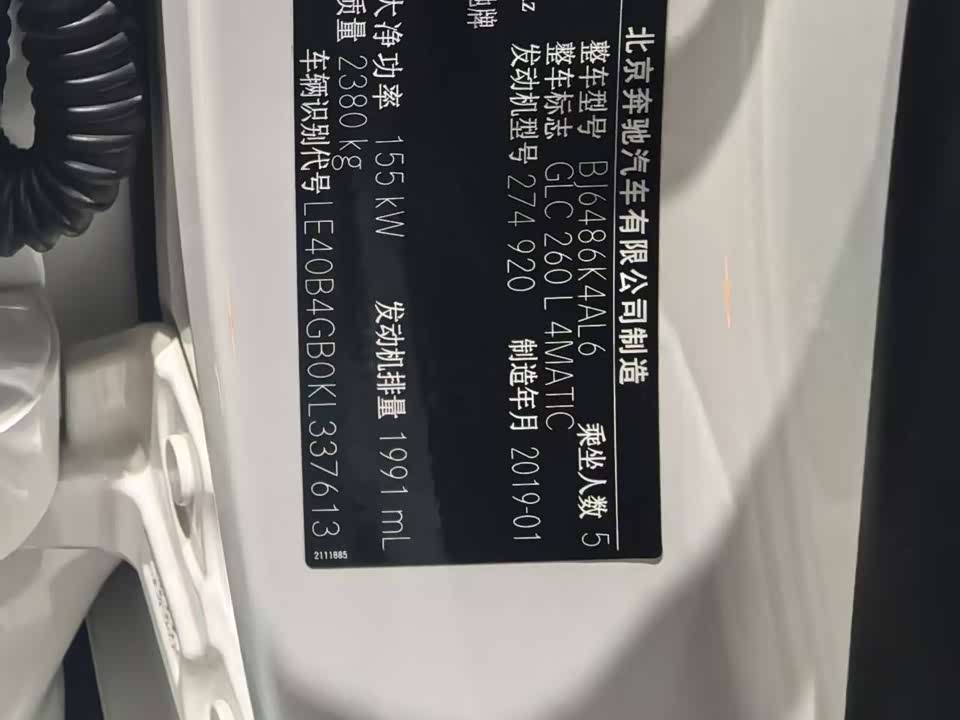 北京奔驰汽车有限公司制造
整车型号 BJ6486K4AL6 乘坐人数 5
整车标志 GLC 260 L 4MATIC
发动机型号 274 920 制造年月 2019-01
z
牌
大净功率 155 kW 发动机排量 1991 mL
质量 2380 kg
车辆识别代号 LE40B4GB0KL337613
2111885